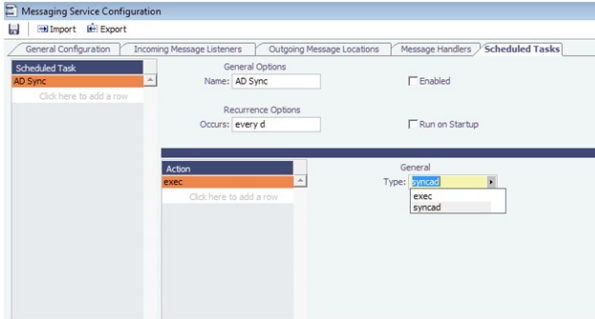 Messaging Service Configuration
Import Export
General Configuration Incoming Message Listeners Outgoing Message Locations Message Handlers Scheduled Tasks
Scheduled Task
AD Sync
Click here to add a row
General Options
Name: AD Sync Enabled
Recurrence Options
Occurs: every d Run on Startup
Action
exec
Click here to add a row
General
Type: syncad
exec
syncad